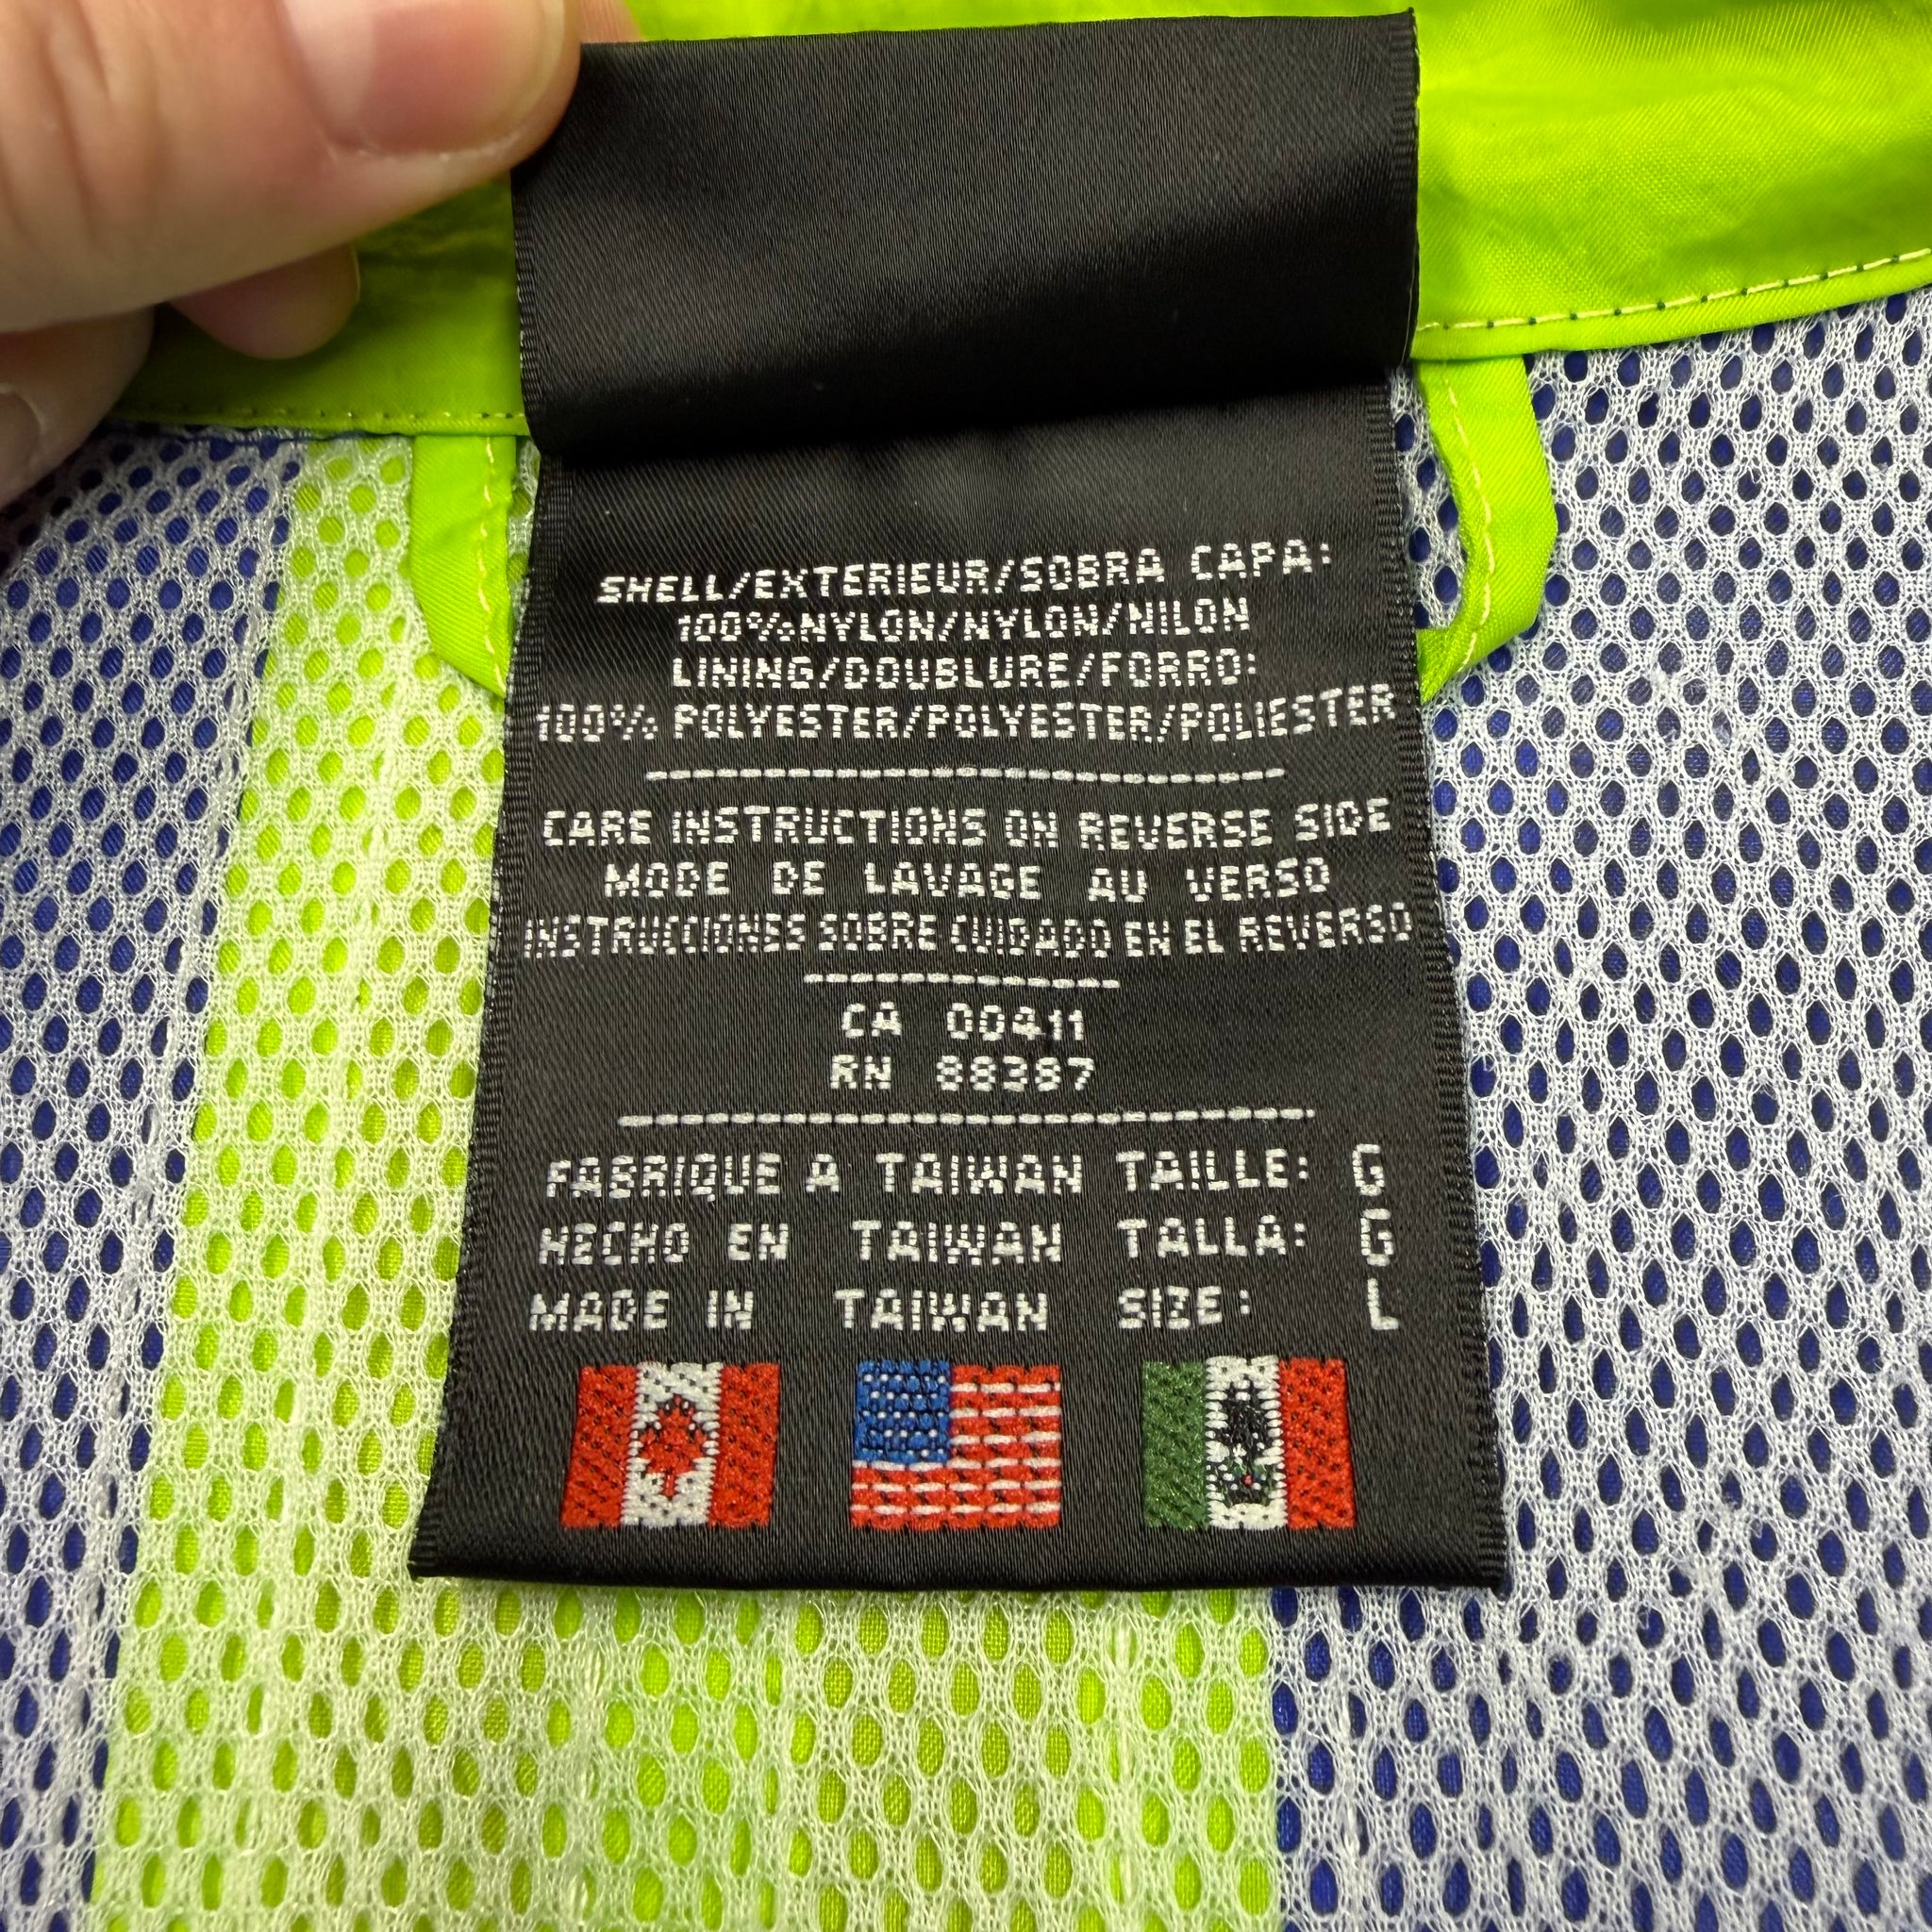 SHELL/EXTERIEUR/SOBRA CAPA:
100%NYLON/NYLON/NILON
LINING/DOUBLURE/FORRO:
100% POLYESTER/POLYESTER/POLIESTER
CARE INSTRUCTIONS ON REVERSE SIDE
MODE DE LAVAGE AU VERSO
INSTRUCCIONES SOBRE CUIDADO EN EL REVERSO
CA 00411
RN 88387
FABRIQUE A TAIWAN TAILLE: G
HECHO EN TAIWAN TALLA: G
MADE IN TAIWAN SIZE: L